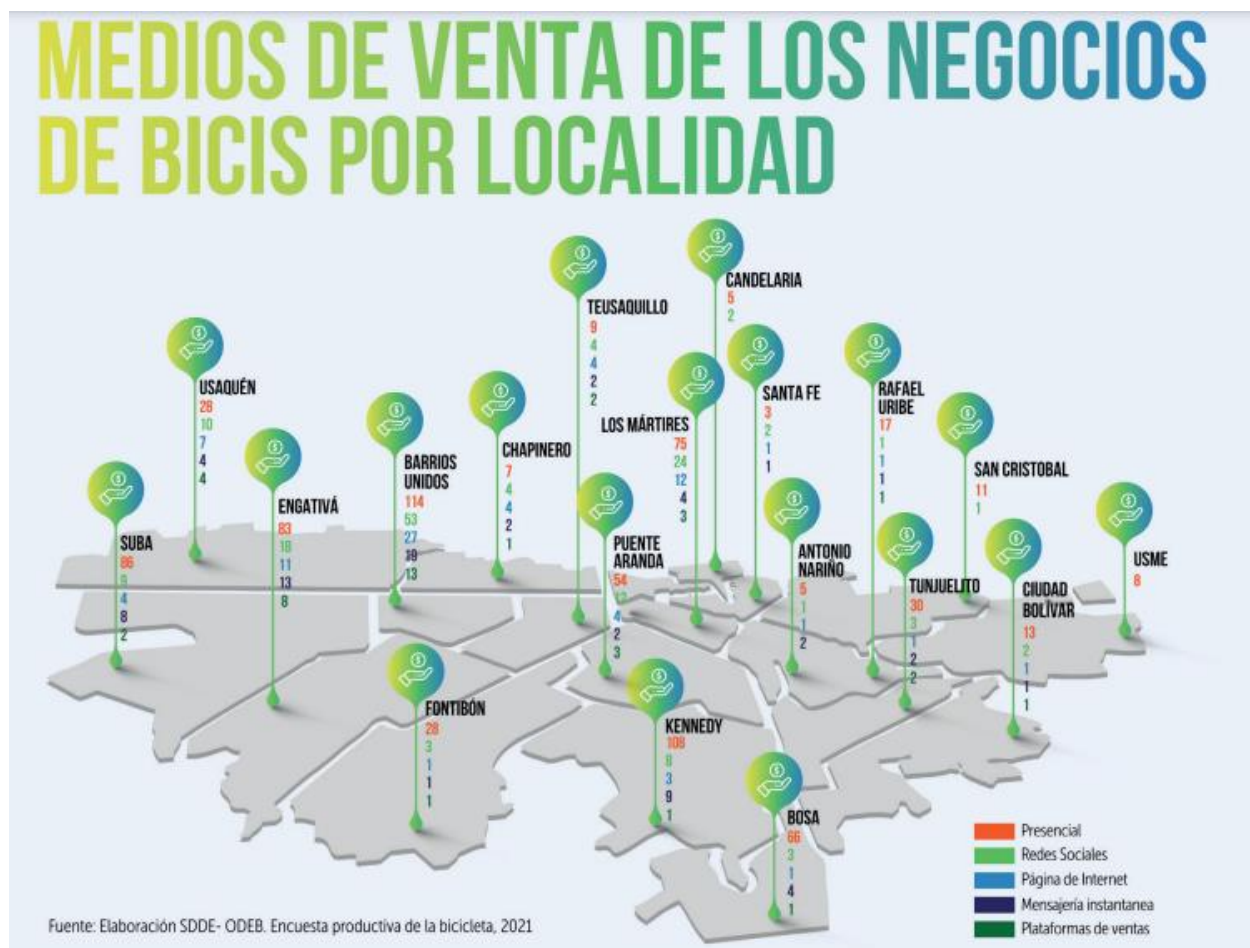 MEDIOS DE VENTA DE LOS NEGOCIOS
DE BICIS POR LOCALIDAD
CANDELARIA
5
2
TEUSAQUILLO
9
4
4
2
2
USAQUÉN
28
10
7
4
4
SANTA FE
3
2
1
1
RAFAEL
URIBE
17
1
1
1
1
LOS MÁRTIRES
75
24
12
4
3
CHAPINERO
7
4
4
2
1
BARRIOS
UNIDOS
114
53
27
19
13
SAN CRISTOBAL
11
1
ENGATIVÁ
83
18
11
13
8
SUBA
86
9
4
8
2
PUENTE
ARANDA
54
4
2
3
ANTONIO
NARIÑO
5
1
1
2
USME
8
TUNJUELITO
30
3
1
2
2
CIUDAD
BOLÍVAR
13
2
1
1
1
FONTIBÓN
28
3
1
1
1
KENNEDY
108
8
3
9
1
BOSA
66
3
1
4
1
Presencial
Redes Sociales
Página de Internet
Mensajería instantanea
Plataformas de ventas
Fuente: Elaboración SDDE- ODEB. Encuesta productiva de la bicicleta, 2021